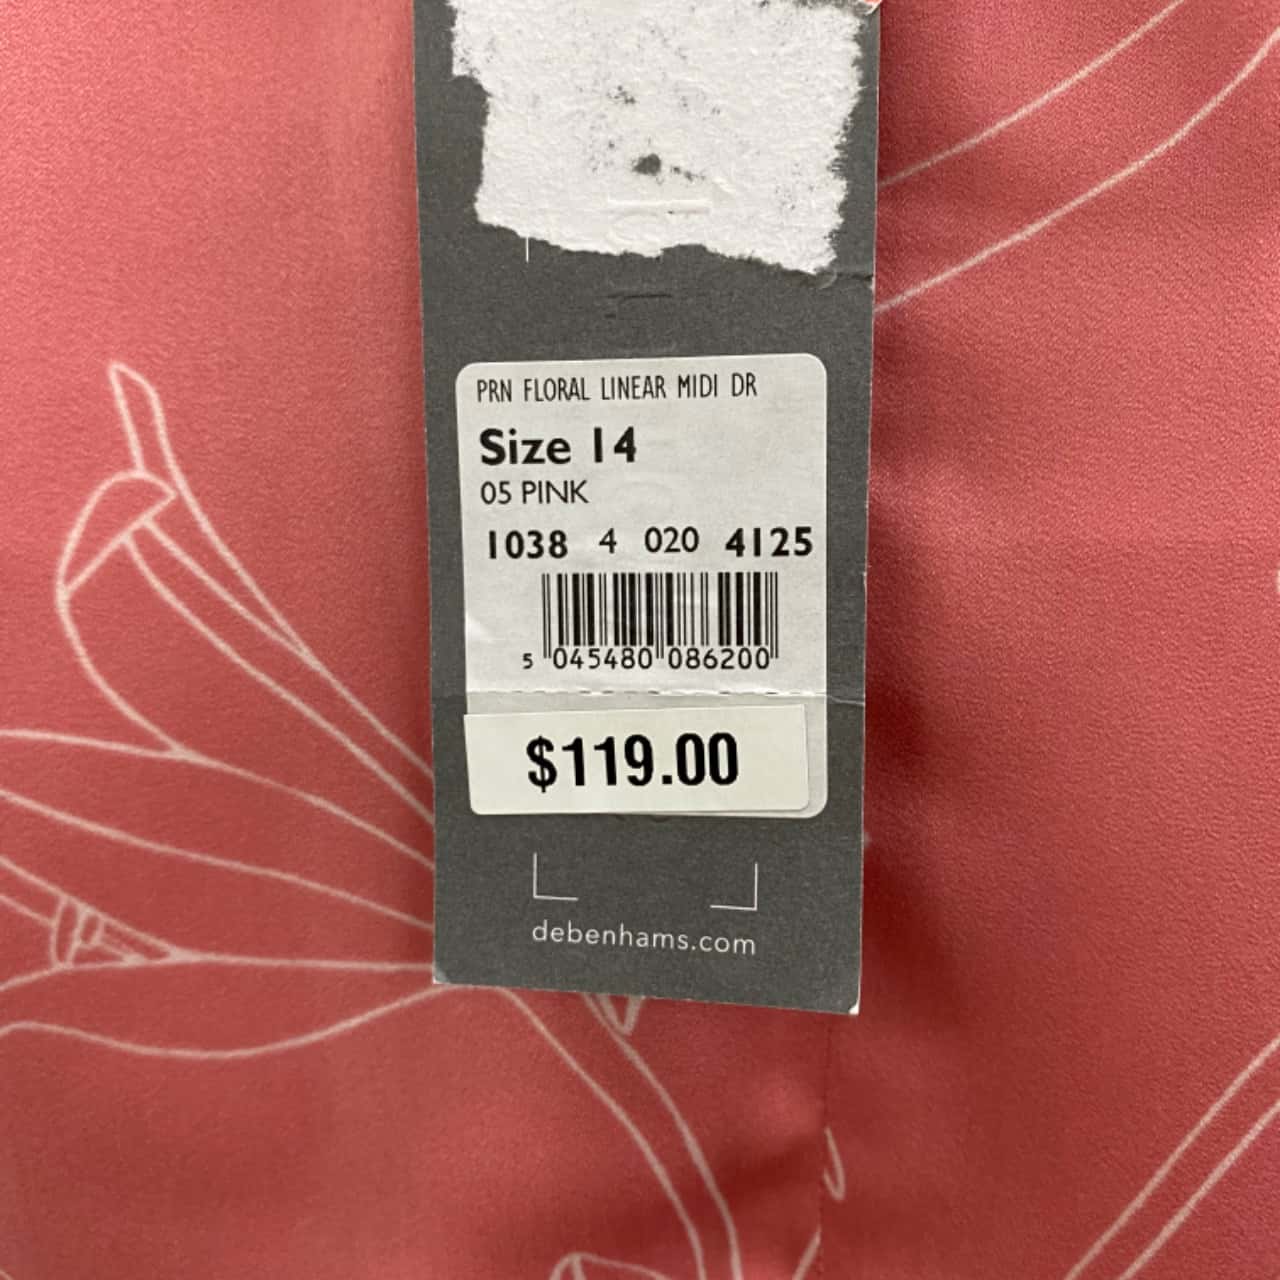 PRN FLORAL LINEAR MIDI DR
Size 14
05 PINK
1038 4 020 4125
5 045480 086200
$119.00
debenhams.com